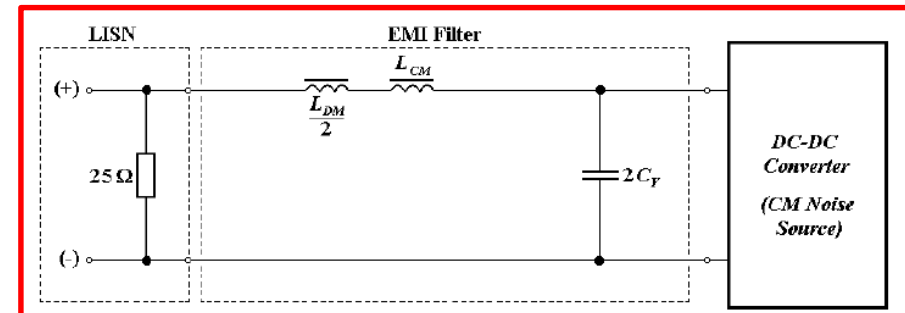 LISN
EMI Filter
L_CM
(+)
L_DM
2
25 Ω
2C_Y
(-)
DC-DC
Converter
(CM Noise
Source)